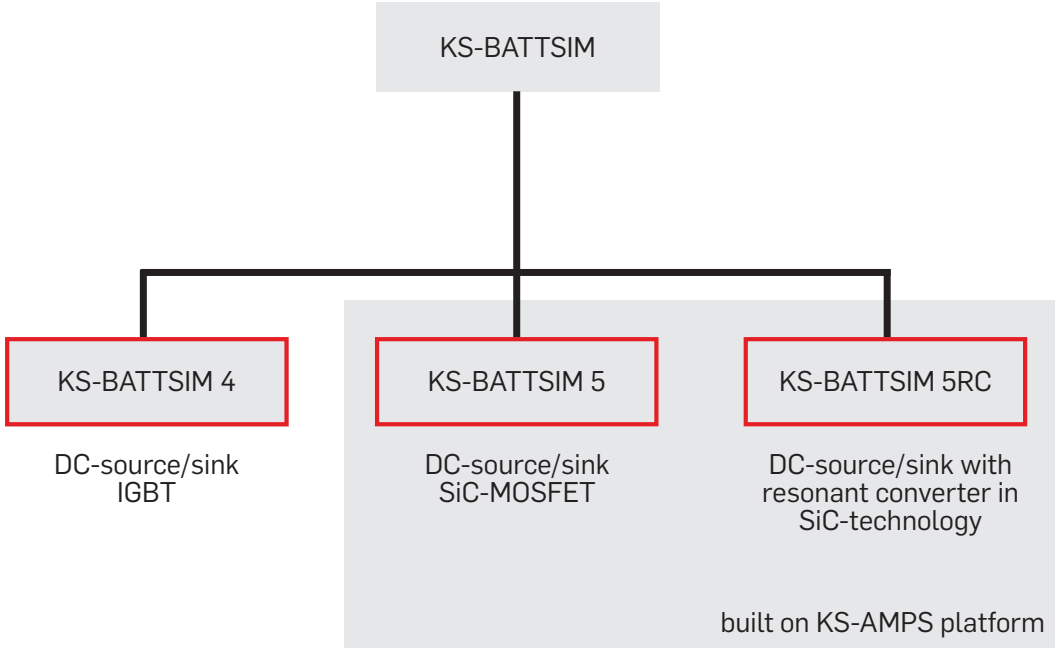 KS-BATTSIM
KS-BATTSIM 4
KS-BATTSIM 5
KS-BATTSIM 5RC
DC-source/sink
IGBT
DC-source/sink
SiC-MOSFET
DC-source/sink with
resonant converter in
SiC-technology
built on KS-AMPS platform